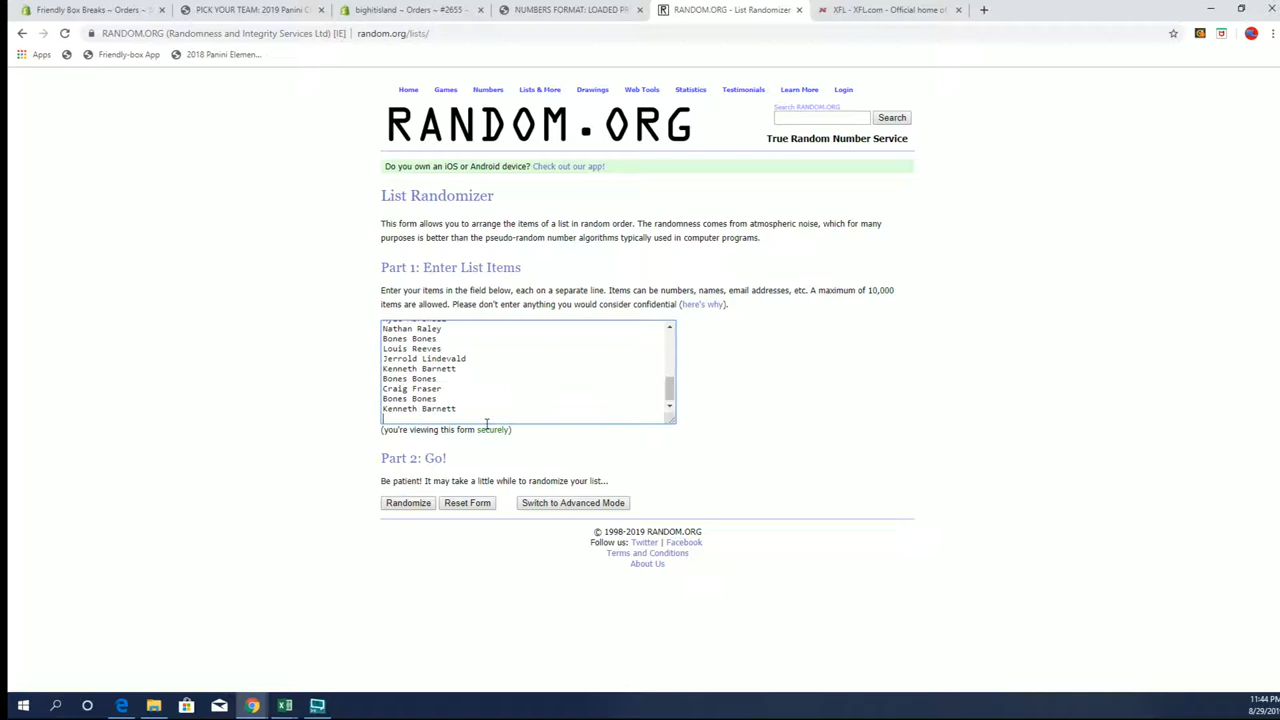 Friendly Box Breaks ~ Orders ~ S
PICK YOUR TEAM: 2019 Panini C
bighitisland ~ Orders ~ #2655 ~
NUMBERS FORMAT: LOADED PR
RANDOM.ORG - List Randomizer
XFL - XFL.com - Official home of
RANDOM.ORG (Randomness and Integrity Services Ltd) [IE] | random.org/lists/
Apps
Friendly-box App
2018 Panini Elemen...
Home
Games
Numbers
Lists & More
Drawings
Web Tools
Statistics
Testimonials
Learn More
Login
RANDOM.ORG
Search RANDOM.ORG
Search
True Random Number Service
Do you own an iOS or Android device? Check out our app!
List Randomizer
This form allows you to arrange the items of a list in random order. The randomness comes from atmospheric noise, which for many
purposes is better than the pseudo-random number algorithms typically used in computer programs.
Part 1: Enter List Items
Enter your items in the field below, each on a separate line. Items can be numbers, names, email addresses, etc. A maximum of 10,000
items are allowed. Please don't enter anything you would consider confidential (here's why).
Nathan Raley
Bones Bones
Louis Reeves
Jerrold Lindevald
Kenneth Barnett
Bones Bones
Craig Fraser
Bones Bones
Kenneth Barnett
(you're viewing this form securely)
Part 2: Go!
Be patient! It may take a little while to randomize your list...
Randomize
Reset Form
Switch to Advanced Mode
© 1998-2019 RANDOM.ORG
Follow us: Twitter | Facebook
Terms and Conditions
About Us
11:44 PM
8/29/201